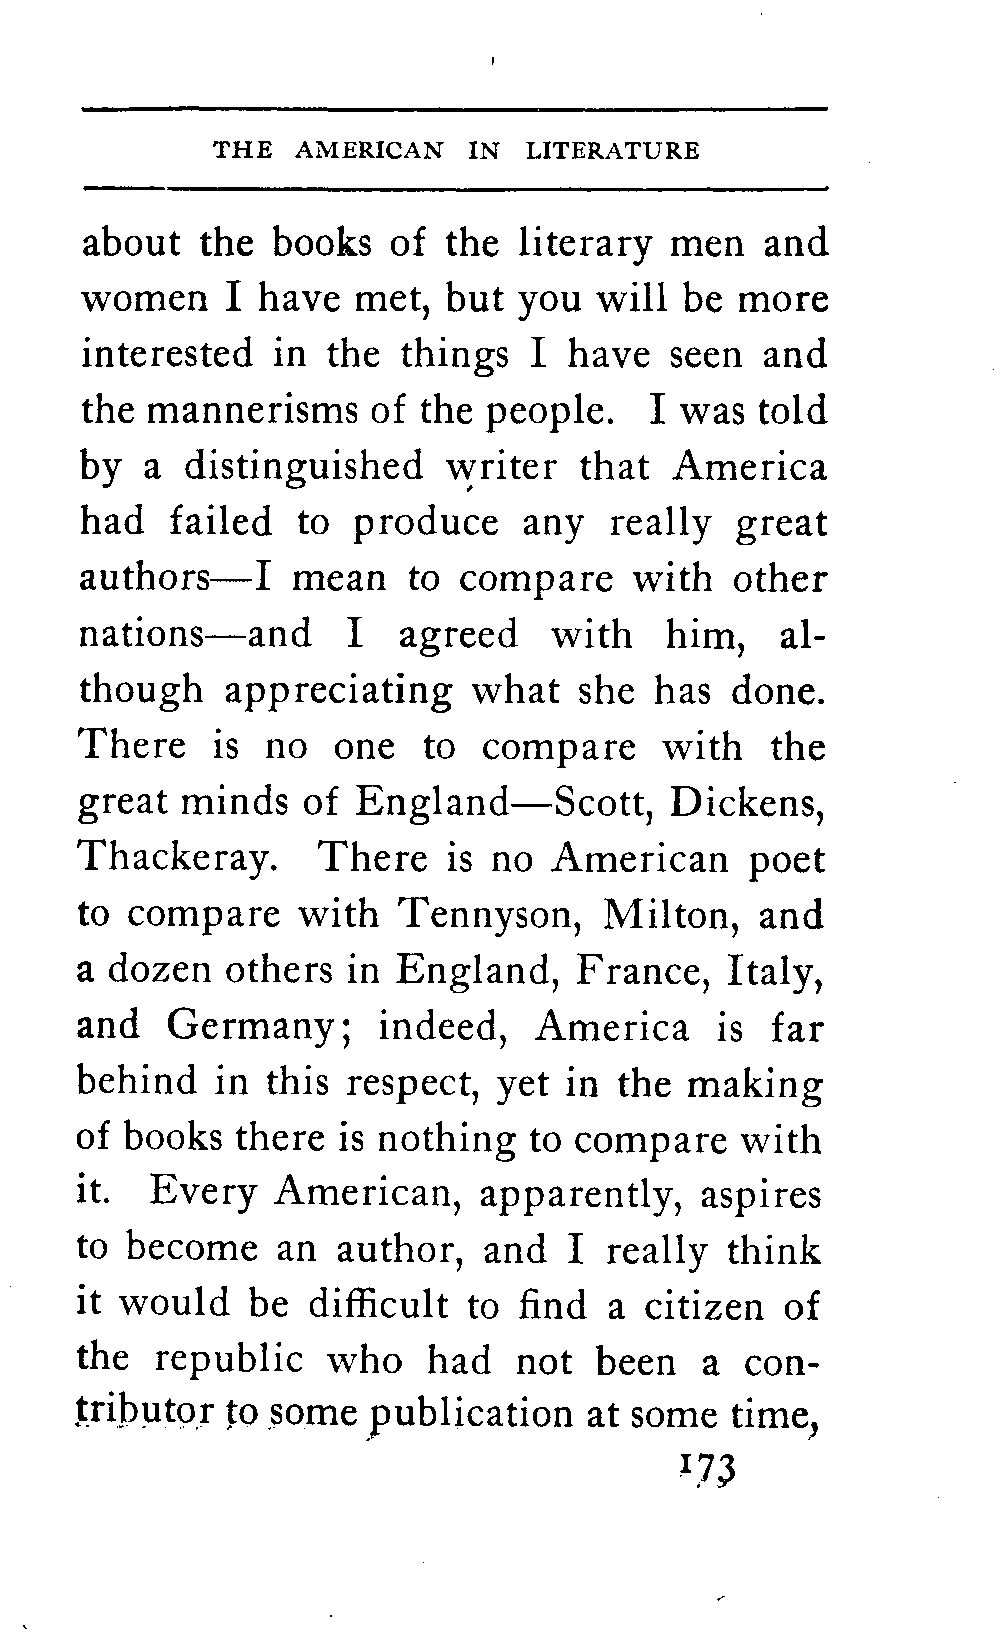 THE AMERICAN IN LITERATURE
about the books of the literary men and
women I have met, but you will be more
interested in the things I have seen and
the mannerisms of the people. I was told
by a distinguished writer that America
had failed to produce any really great
authors—I mean to compare with other
nations—and I agreed with him, al-
though appreciating what she has done.
There is no one to compare with the
great minds of England—Scott, Dickens,
Thackeray. There is no American poet
to compare with Tennyson, Milton, and
a dozen others in England, France, Italy,
and Germany; indeed, America is far
behind in this respect, yet in the making
of books there is nothing to compare with
it. Every American, apparently, aspires
to become an author, and I really think
it would be difficult to find a citizen of
the republic who had not been a con-
tributor to some publication at some time,
173